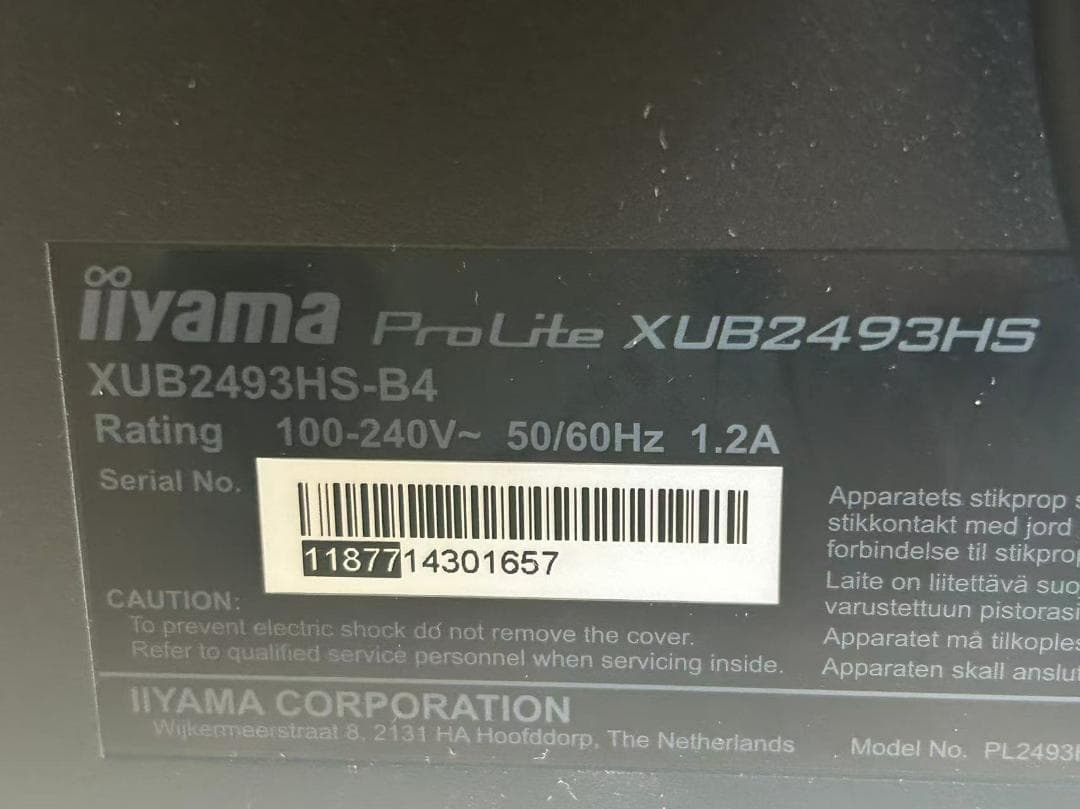 iiyama ProLite XUB2493HS
XUB2493HS-B4
Rating 100-240V~ 50/60Hz 1.2A
Serial No.
1187714301657
Apparatets stikprop s
stikkontakt med jord
forbindelse til stikprop
Laite on liitettävä suo
varustettuun pistorasi
Apparatet må tilkoples
Apparaten skall anslut
CAUTION:
To prevent electric shock do not remove the cover.
Refer to qualified service personnel when servicing inside.
IIYAMA CORPORATION
Wijkermeerstraat 8, 2131 HA Hoofddorp, The Netherlands
Model No. PL2493H